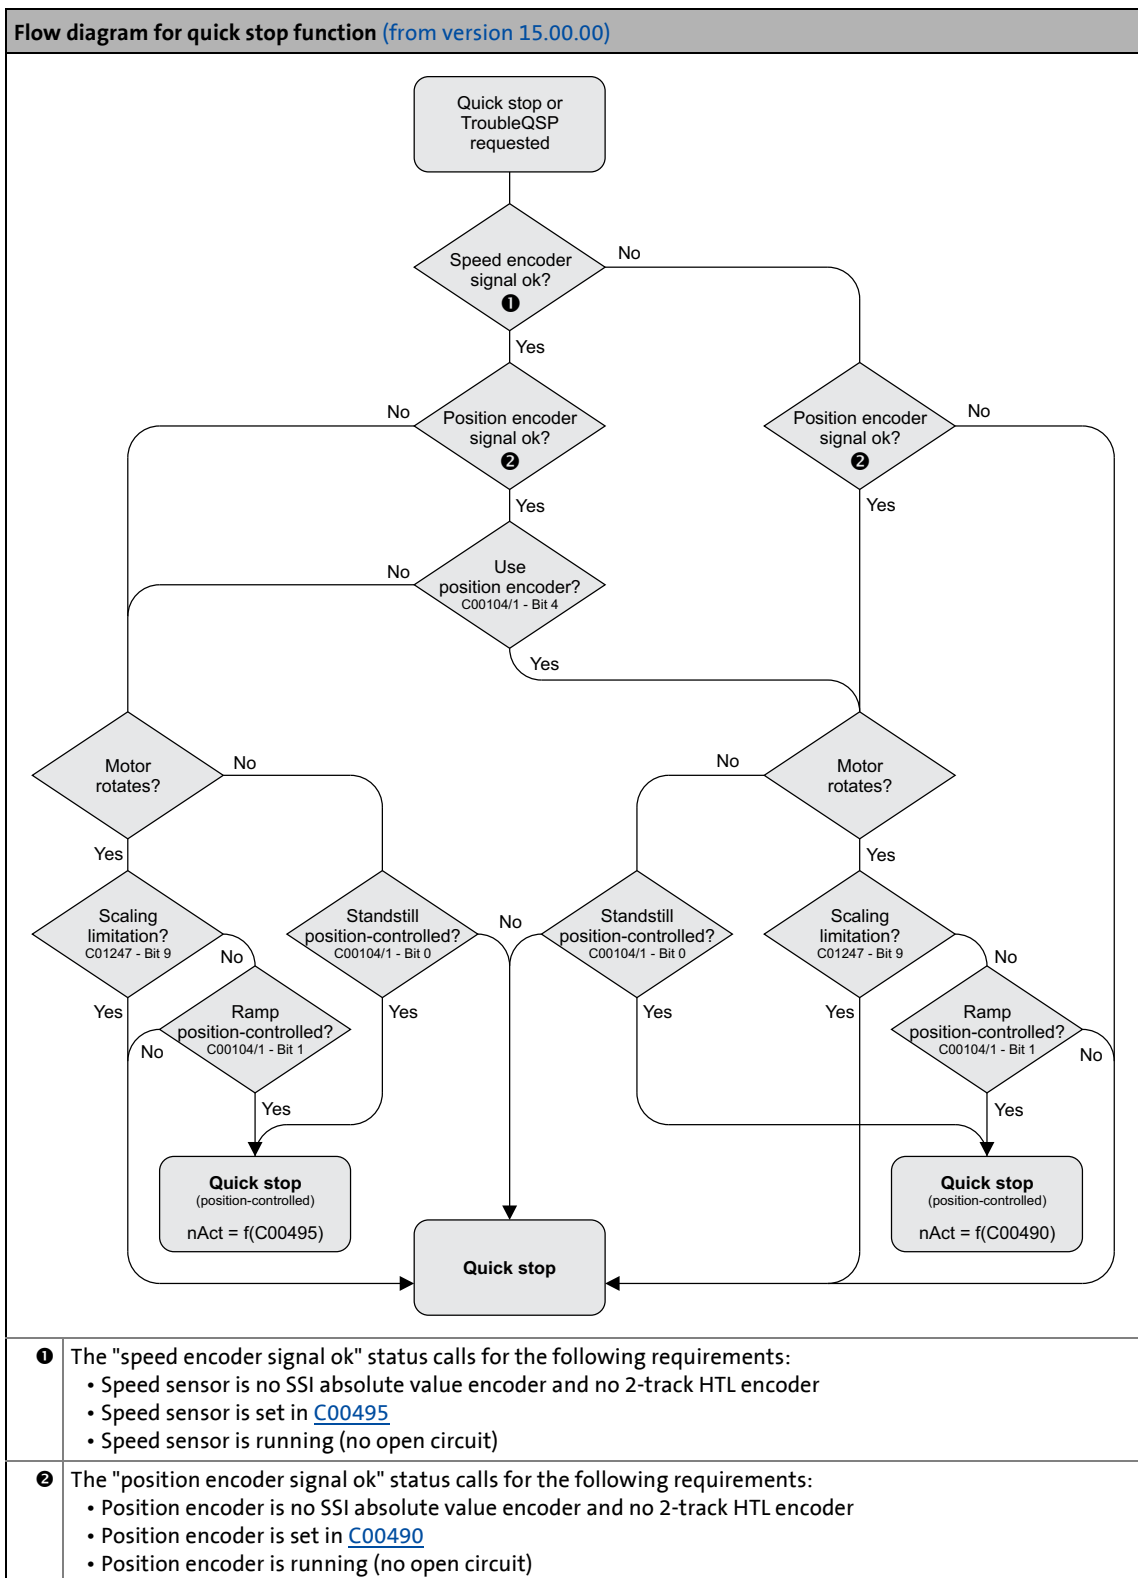 Flow diagram for quick stop function (from version 15.00.00)
Quick stop or
TroubleQSP
requested
Speed encoder
signal ok?
❶
No
Yes
Position encoder
signal ok?
❷
No
Yes
Position encoder
signal ok?
❷
No
Yes
Use
position encoder?
C00104/1 - Bit 4
No
Yes
Motor
rotates?
No
Yes
Motor
rotates?
No
Yes
Scaling
limitation?
C01247 - Bit 9
No
Yes
Standstill
position-controlled?
C00104/1 - Bit 0
No
Yes
Standstill
position-controlled?
C00104/1 - Bit 0
Yes
Scaling
limitation?
C01247 - Bit 9
No
Yes
Ramp
position-controlled?
C00104/1 - Bit 1
No
Yes
Ramp
position-controlled?
C00104/1 - Bit 1
No
Yes
Quick stop
(position-controlled)
nAct = f(C00495)
Quick stop
Quick stop
(position-controlled)
nAct = f(C00490)
❶ The "speed encoder signal ok" status calls for the following requirements:
• Speed sensor is no SSI absolute value encoder and no 2-track HTL encoder
• Speed sensor is set in C00495
• Speed sensor is running (no open circuit)
❷ The "position encoder signal ok" status calls for the following requirements:
• Position encoder is no SSI absolute value encoder and no 2-track HTL encoder
• Position encoder is set in C00490
• Position encoder is running (no open circuit)